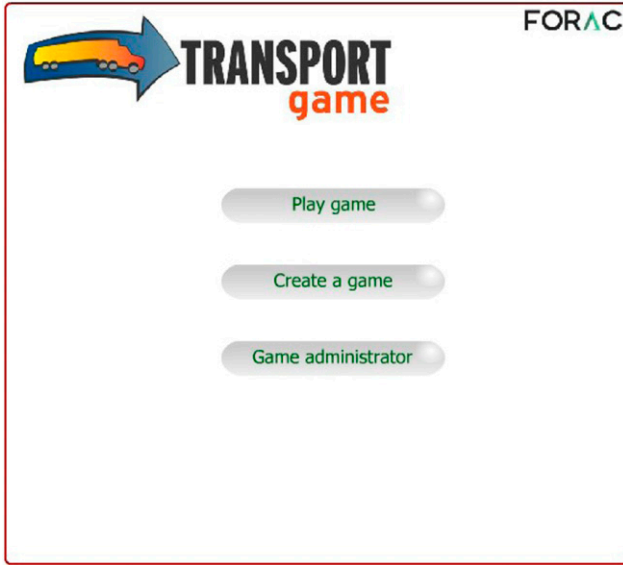 FORAC
TRANSPORT
game
Play game
Create a game
Game administrator